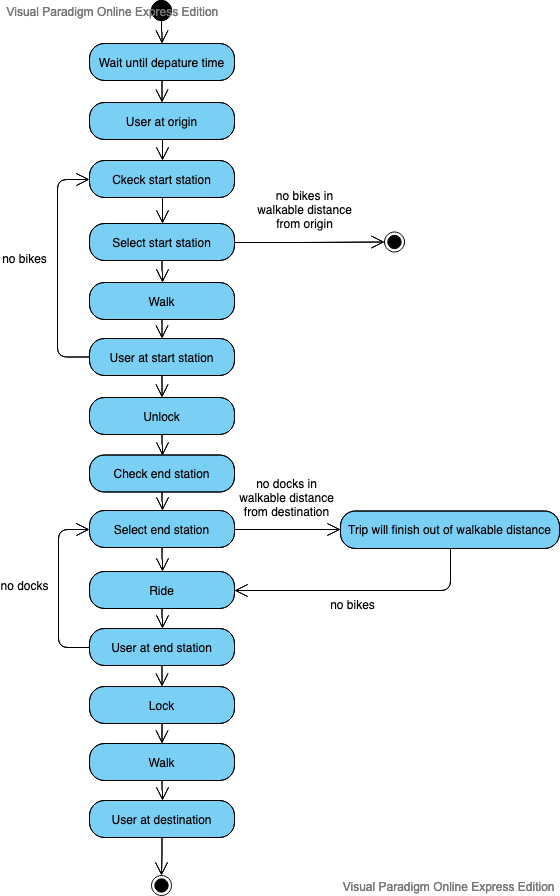 Visual Paradigm Online Express Edition
Wait until depature time
User at origin
Ckeck start station
no bikes in
walkable distance
from origin
Select start station
no bikes
Walk
User at start station
Unlock
Check end station
no docks in
walkable distance
from destination
Select end station
Trip will finish out of walkable distance
no docks
Ride
no bikes
User at end station
Lock
Walk
User at destination
Visual Paradigm Online Express Edition